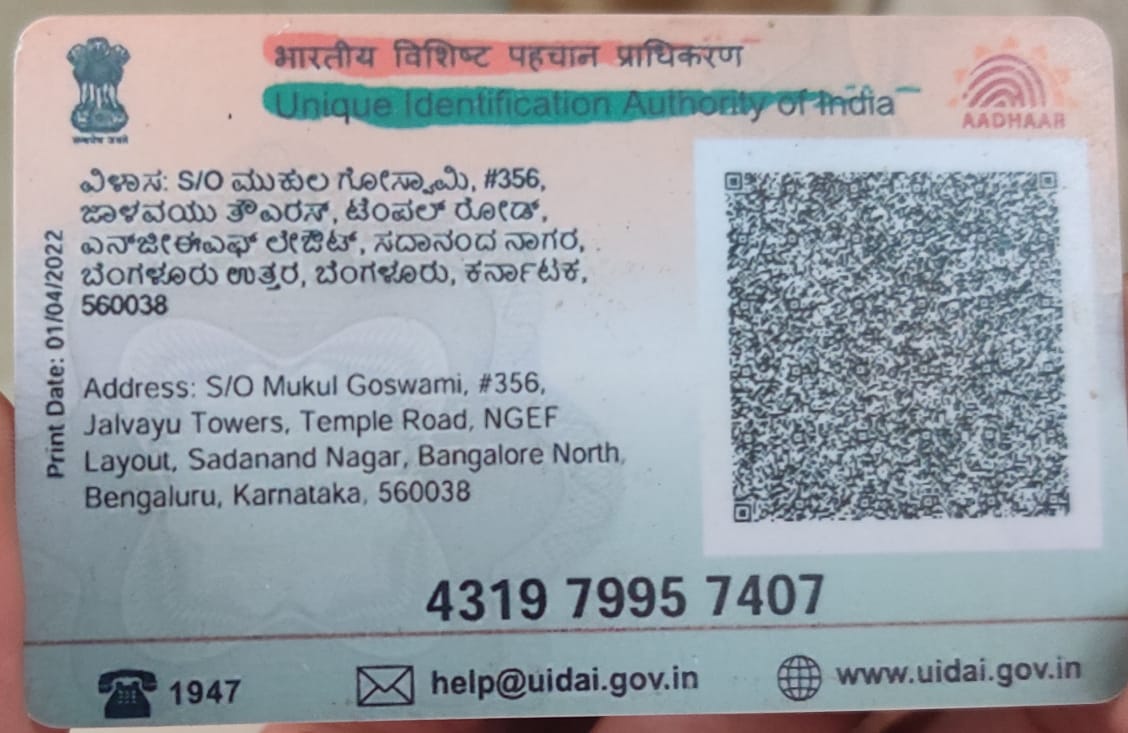 भारतीय विशिष्ट पहचान प्राधिकरण
Unique Identification Authority of India
सत्यमेव जयते
AADHAAR
ವಿಳಾಸ: S/O ಮುಕುಲ ಗೋಸ್ವಾಮಿ, #356,
ಜಾಳವಯು ತೌಎರಸ್, ಟೆಂಪಲ್ ರೋಡ್,
ಎನ್‌ಜೀಈಎಫ್ ಲೇಔಟ್, ಸದಾನಂದ ನಾಗರ,
ಬೆಂಗಳೂರು ಉತ್ತರ, ಬೆಂಗಳೂರು, ಕರ್ನಾಟಕ,
560038
Print Date: 01/04/2022
Address: S/O Mukul Goswami, #356,
Jalvayu Towers, Temple Road, NGEF
Layout, Sadanand Nagar, Bangalore North,
Bengaluru, Karnataka, 560038
4319 7995 7407
1947
help@uidai.gov.in
www.uidai.gov.in